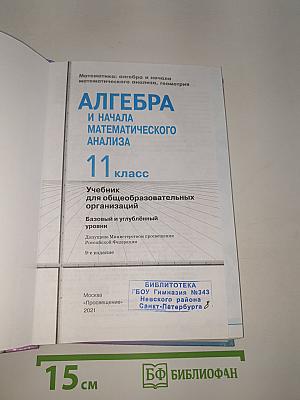 Математика: алгебра и начала
математического анализа, геометрия
АЛГЕБРА
И НАЧАЛА
МАТЕМАТИЧЕСКОГО
АНАЛИЗА
11 класс
Учебник
для общеобразовательных
организаций
Базовый и углублённый
уровни
Допущено Министерством просвещения
Российской Федерации
9-е издание
БИБЛИОТЕКА
ГБОУ Гимназия №343
Невского района
Санкт-Петербурга
Москва
«Просвещение»
2021
15 см
БФ БИБЛИОФАН